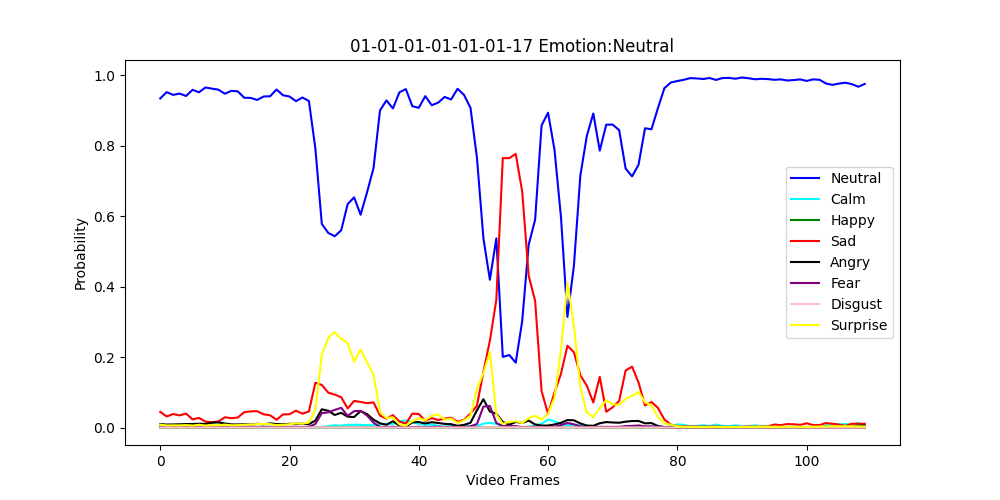 01-01-01-01-01-01-17 Emotion:Neutral
1.0
0.8
0.6
0.4
0.2
0.0
Probability
0 20 40 60 80 100
Video Frames
Neutral
Calm
Happy
Sad
Angry
Fear
Disgust
Surprise